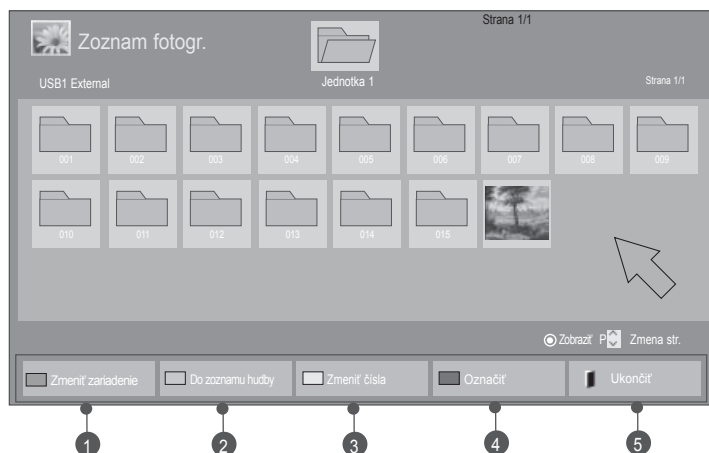 Strana 1/1
Zoznam fotogr.
USB1 External
Jednotka 1
Strana 1/1
001 002 003 004 005 006 007 008 009
010 011 012 013 014 015
Zobraziť P Zmena str.
Zmeniť zariadenie Do zoznamu hudby Zmeniť čísla Označiť Ukončiť
1 2 3 4 5